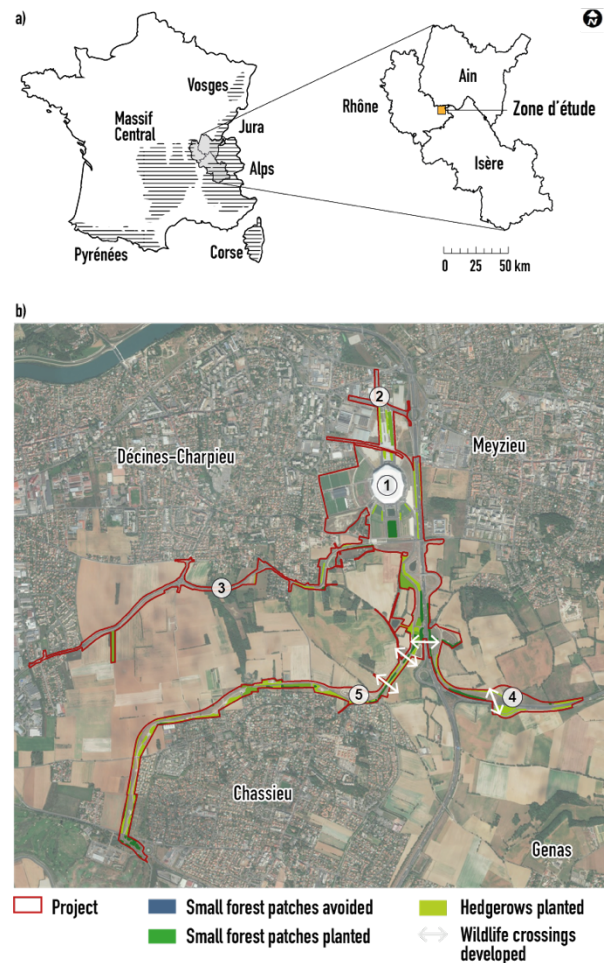 a)
N
Vosges
Massif
Central
Jura
Alps
Pyrénées
Corse
Ain
Rhône
Zone d'étude
Isère
0 25 50 km
b)
2
Décines-Charpieu
Meyzieu
1
3
5
4
Chassieu
Genas
Project
Small forest patches avoided
Hedgerows planted
Small forest patches planted
Wildlife crossings
developed